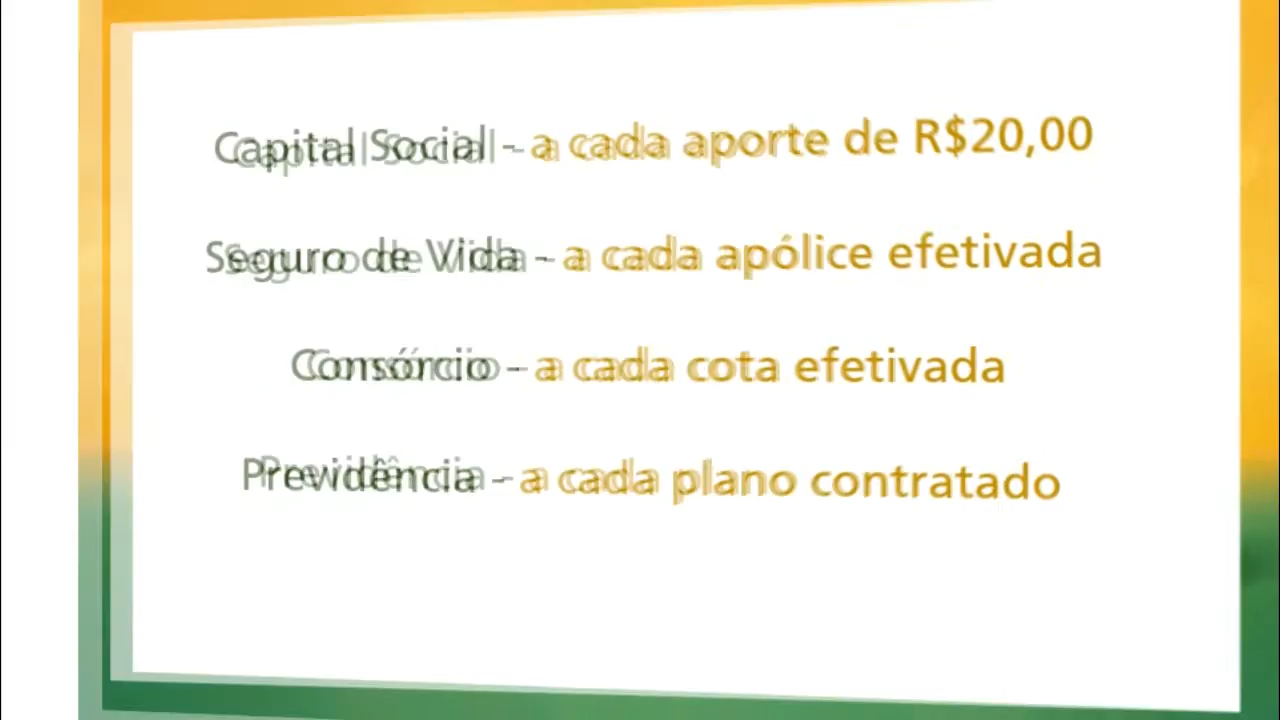 Capital Social - a cada aporte de R$20,00
Seguro de Vida - a cada apólice efetivada
Consórcio - a cada cota efetivada
Previdência - a cada plano contratado